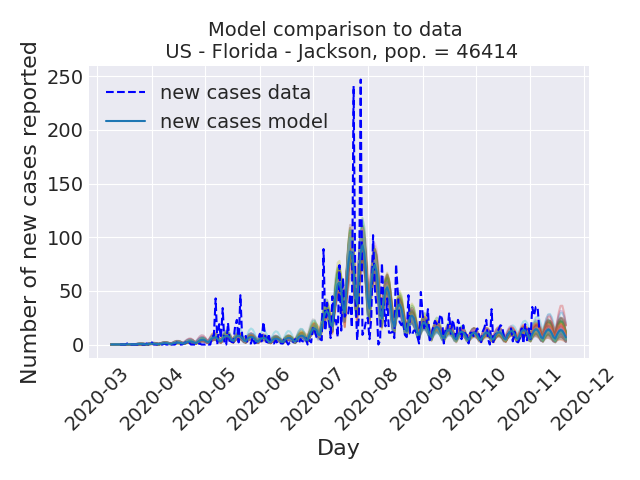 Model comparison to data
US - Florida - Jackson, pop. = 46414
Number of new cases reported
250
200
150
100
50
0
new cases data
new cases model
2020-03
2020-04
2020-05
2020-06
2020-07
2020-08
2020-09
2020-10
2020-11
2020-12
Day